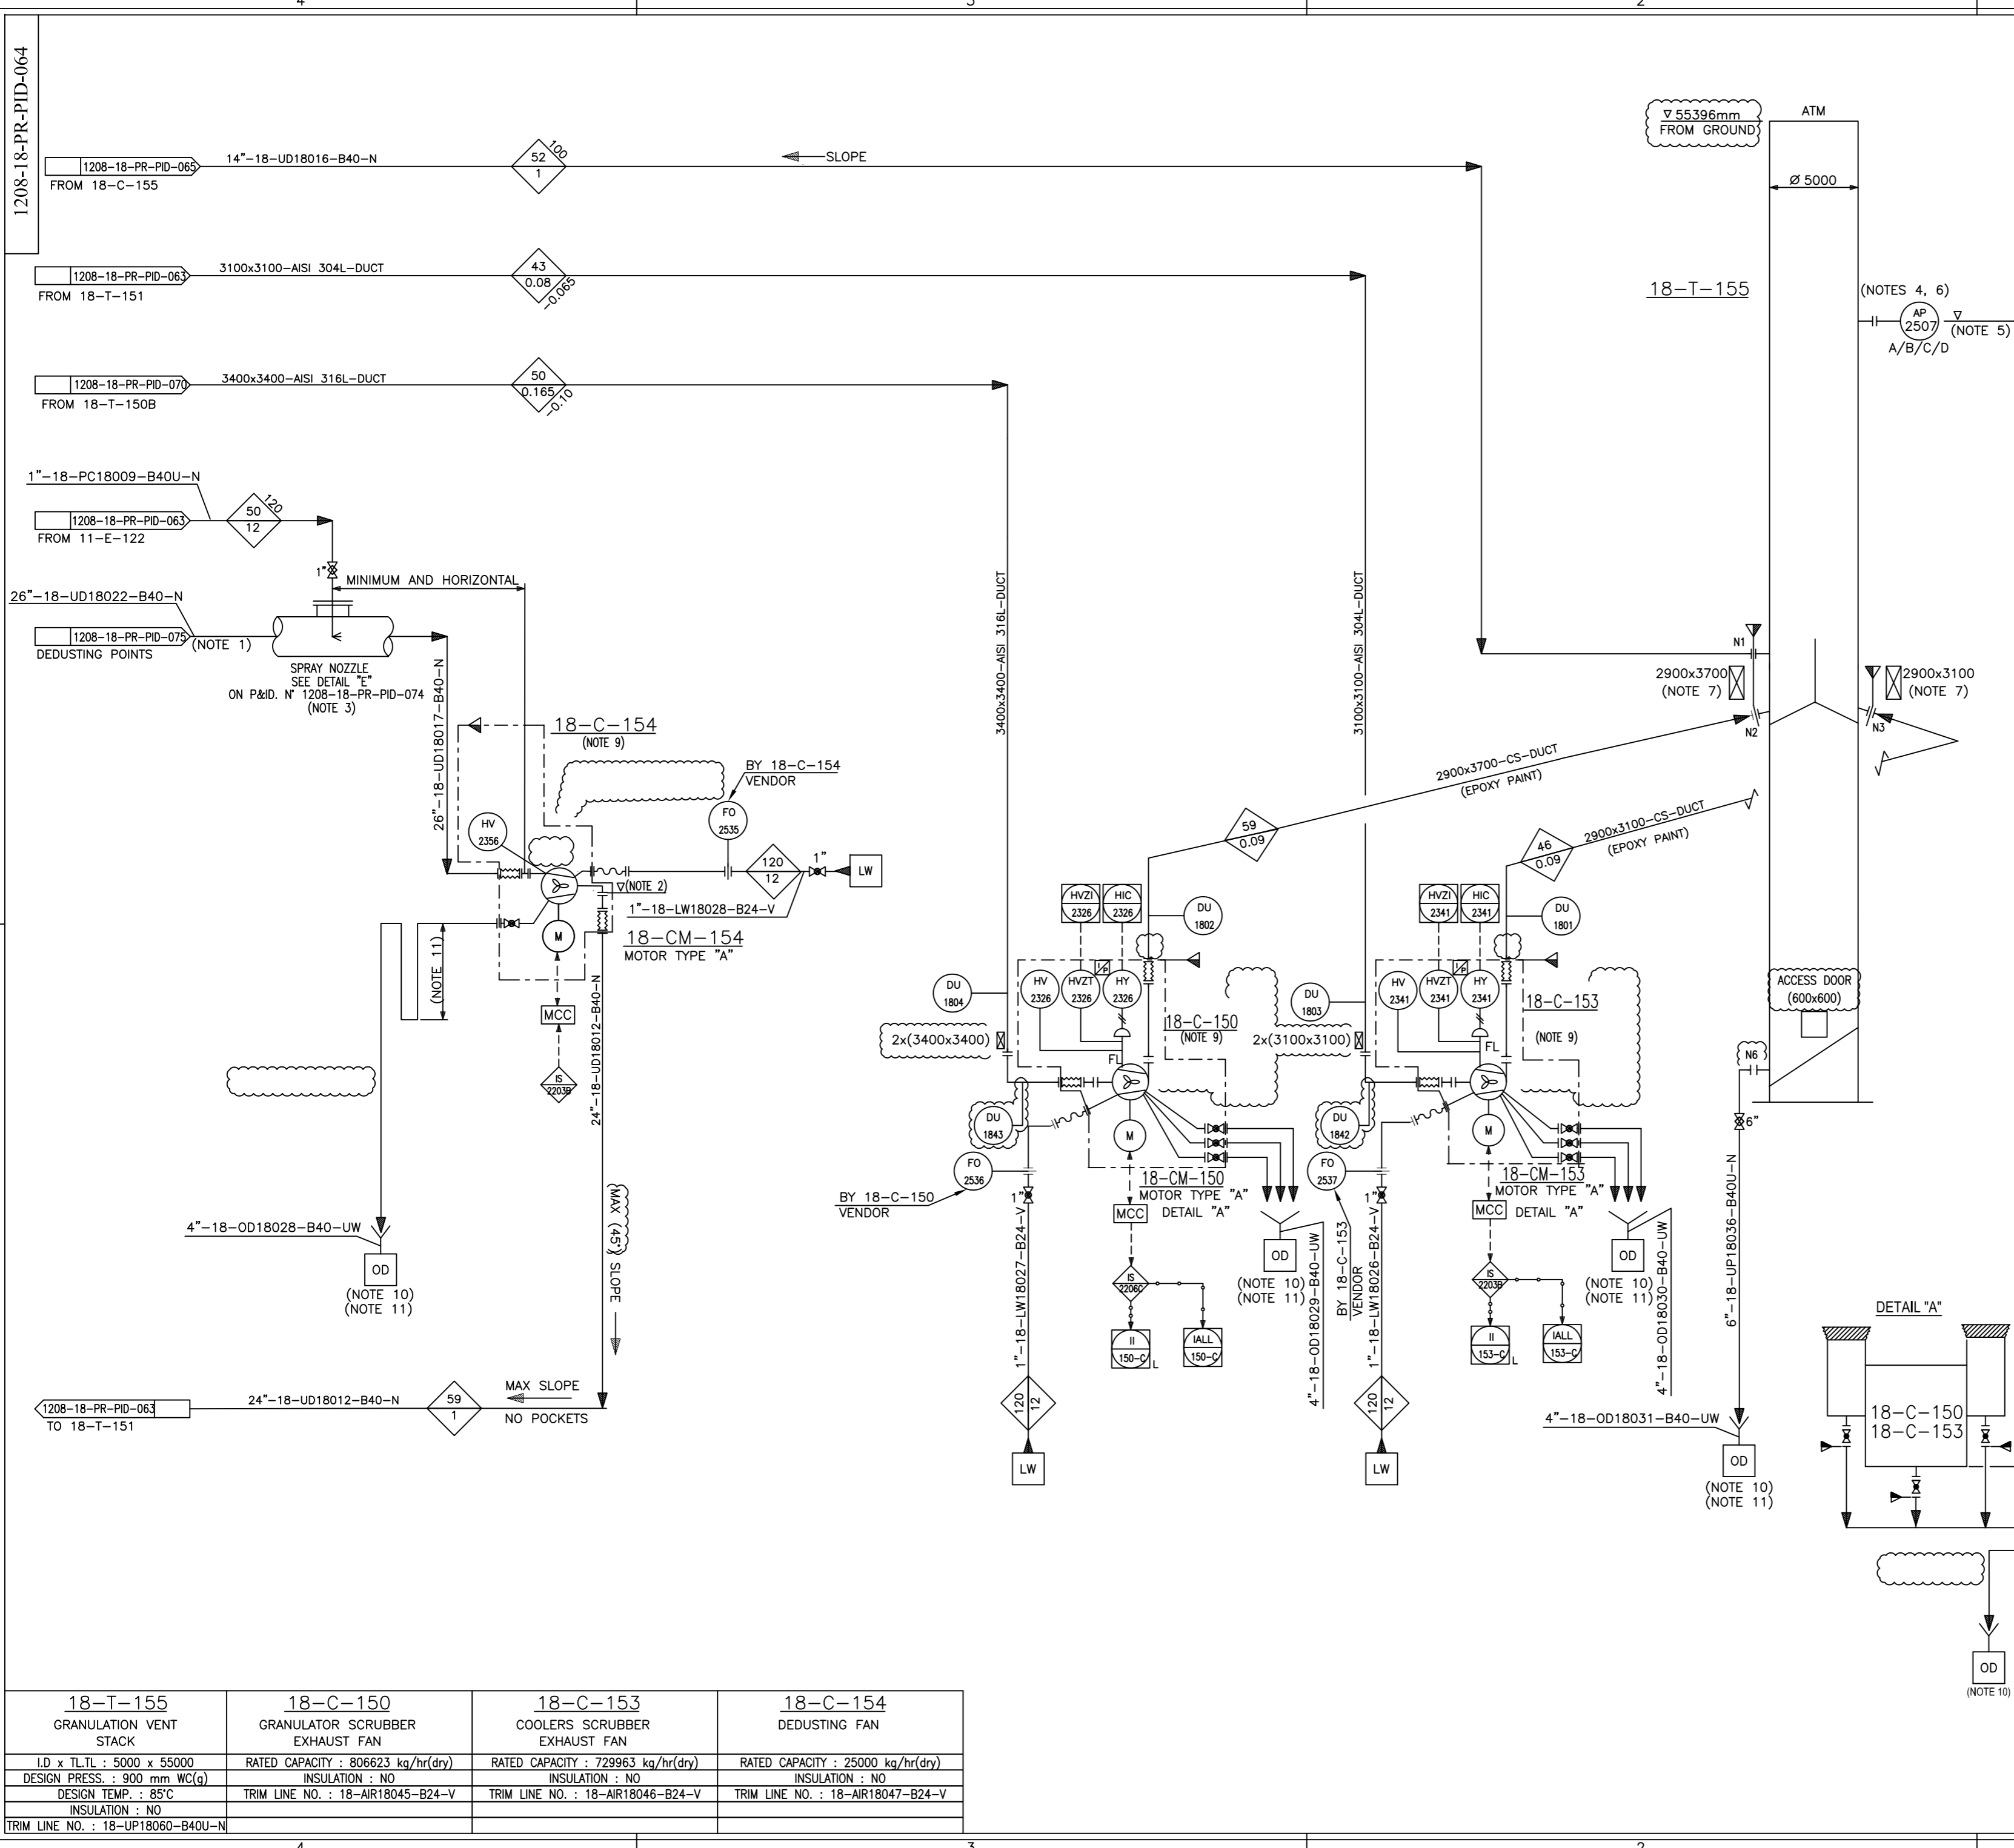 4
3
2
1208-18-PR-PID-064
1208-18-PR-PID-065
FROM 18-C-155
14"-18-UD18016-B40-N
52
1
100
SLOPE
1208-18-PR-PID-063
FROM 18-T-151
3100x3100-AISI 304L-DUCT
43
0.08
-0.065
1208-18-PR-PID-070
FROM 18-T-150B
3400x3400-AISI 316L-DUCT
50
0.165
-0.10
∇ 55396mm
FROM GROUND
ATM
Ø 5000
18-T-155
(NOTES 4, 6)
AP
2507
A/B/C/D
∇
(NOTE 5)
1"-18-PC18009-B40U-N
1208-18-PR-PID-063
FROM 11-E-122
50
12
120
1"
MINIMUM AND HORIZONTAL
26"-18-UD18022-B40-N
1208-18-PR-PID-075
DEDUSTING POINTS
(NOTE 1)
SPRAY NOZZLE
SEE DETAIL "E"
ON P&ID. N° 1208-18-PR-PID-074
(NOTE 3)
26"-18-UD18017-B40-N
18-C-154
(NOTE 9)
BY 18-C-154
VENDOR
FO
2535
HV
2356
120
12
1"
LW
∇(NOTE 2)
1"-18-LW18028-B24-V
18-CM-154
MOTOR TYPE "A"
M
MCC
IS
2203B
(NOTE 11)
24"-18-UD18012-B40-N
(MAX (45°) SLOPE
4"-18-OD18028-B40-UW
OD
(NOTE 10)
(NOTE 11)
1208-18-PR-PID-063
TO 18-T-151
24"-18-UD18012-B40-N
59
1
MAX SLOPE
NO POCKETS
3400x3400-AISI 316L-DUCT
3100x3100-AISI 304L-DUCT
N1
2900x3700
(NOTE 7)
N2
2900x3100
(NOTE 7)
N3
2900x3700-CS-DUCT
(EPOXY PAINT)
59
0.09
2900x3100-CS-DUCT
(EPOXY PAINT)
46
0.09
HVZI
2326
HIC
2326
DU
1802
HV
2326
HVZT
2326
I/P
HY
2326
DU
1804
2x(3400x3400)
18-C-150
(NOTE 9)
FL
DU
1843
FO
2536
BY 18-C-150
VENDOR
1"
M
18-CM-150
MOTOR TYPE "A"
DETAIL "A"
MCC
IS
2206C
II
150-C
L
IALL
150-C
OD
(NOTE 10)
(NOTE 11)
1"-18-LW18027-B24-V
4"-18-OD18029-B40-UW
120
12
LW
HVZI
2341
HIC
2341
DU
1801
HV
2341
HVZT
2341
I/P
HY
2341
DU
1803
2x(3100x3100)
18-C-153
(NOTE 9)
FL
DU
1842
FO
2537
BY 18-C-153
VENDOR
1"
M
18-CM-153
MOTOR TYPE "A"
DETAIL "A"
MCC
IS
2203B
II
153-C
L
IALL
153-C
OD
(NOTE 10)
(NOTE 11)
1"-18-LW18026-B24-V
4"-18-OD18030-B40-UW
120
12
LW
ACCESS DOOR
(600x600)
N6
6"
6"-18-UP18036-B40U-N
4"-18-OD18031-B40-UW
OD
(NOTE 10)
(NOTE 11)
DETAIL "A"
18-C-150
18-C-153
OD
(NOTE 10)
18-T-155
GRANULATION VENT
STACK
I.D x TL.TL : 5000 x 55000
DESIGN PRESS. : 900 mm WC(g)
DESIGN TEMP. : 85°C
INSULATION : NO
TRIM LINE NO. : 18-UP18060-B40U-N
18-C-150
GRANULATOR SCRUBBER
EXHAUST FAN
RATED CAPACITY : 806623 kg/hr(dry)
INSULATION : NO
TRIM LINE NO. : 18-AIR18045-B24-V
18-C-153
COOLERS SCRUBBER
EXHAUST FAN
RATED CAPACITY : 729963 kg/hr(dry)
INSULATION : NO
TRIM LINE NO. : 18-AIR18046-B24-V
18-C-154
DEDUSTING FAN
RATED CAPACITY : 25000 kg/hr(dry)
INSULATION : NO
TRIM LINE NO. : 18-AIR18047-B24-V
4
3
2